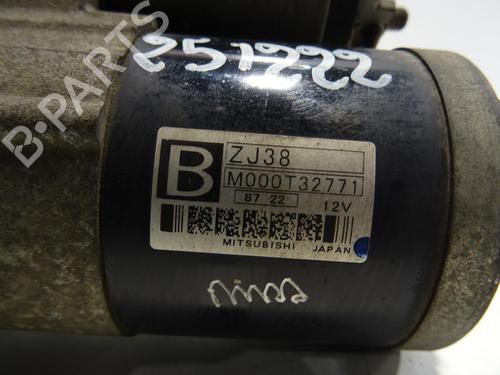 B-PARTS
251222
B
ZJ38
M000T32771
87 22
12V
MITSUBISHI
JAPAN